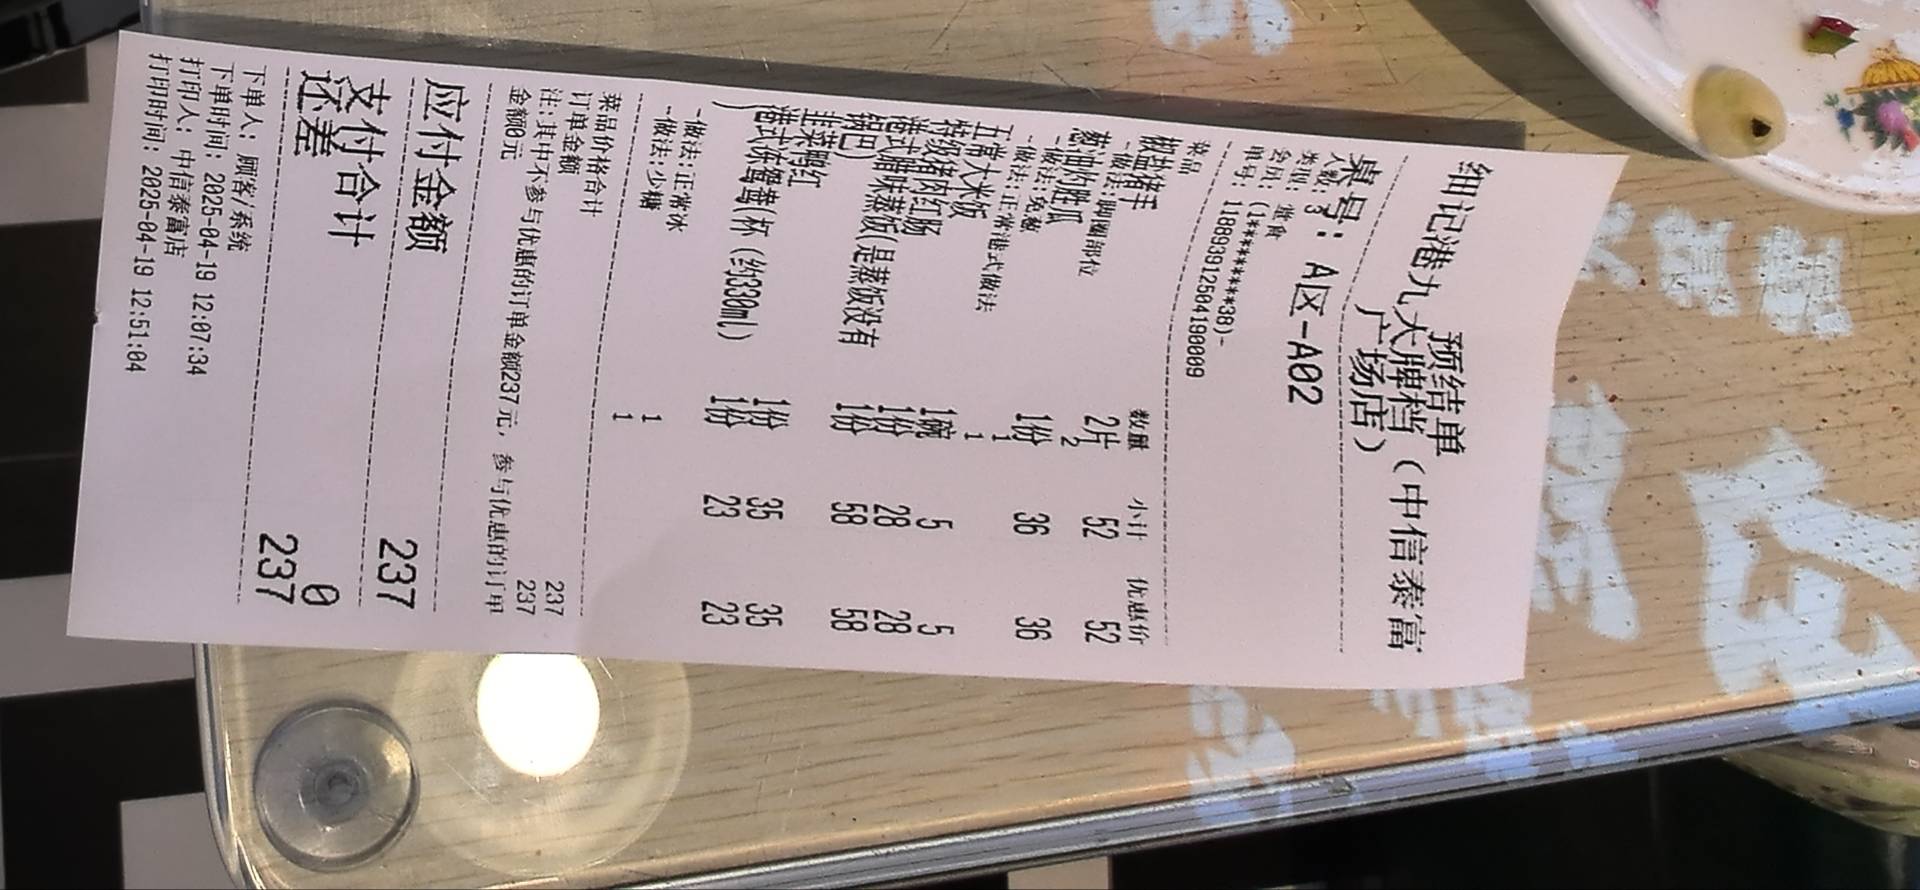 预结单
细记港九大牌档（中信泰富
广场店）
桌号：A区-A02
人数：3
类型：激食
会员：(1**********38)-
单号：1189393912504190009
菜品 数量 小计 优惠价
椒盐猪手 2片 52 52
-做法：脚圈部位 2
葱油灼胜瓜 1份 36 36
-做法：免辣 1
-做法：正常港式做法 1
五常大米饭 1碗 5 5
特级猪肉红肠 1份 28 28
港式腊味蒸饭(是蒸饭没有 1份 58 58
锅巴)
韭菜鸭红 1份 35 35
港式冻鸳鸯(杯（约330ml） 1份 23 23
)
-做法：正常冰 1
-做法：少糖 1
菜品价格合计 237
订单金额 237
注：其中不参与优惠的订单金额237元，参与优惠的订单
金额0元
应付金额 237
支付合计 0
还差 237
下单人：顾客/系统
下单时间：2025-04-19 12:07:34
打印人：中信泰富店
打印时间：2025-04-19 12:51:04